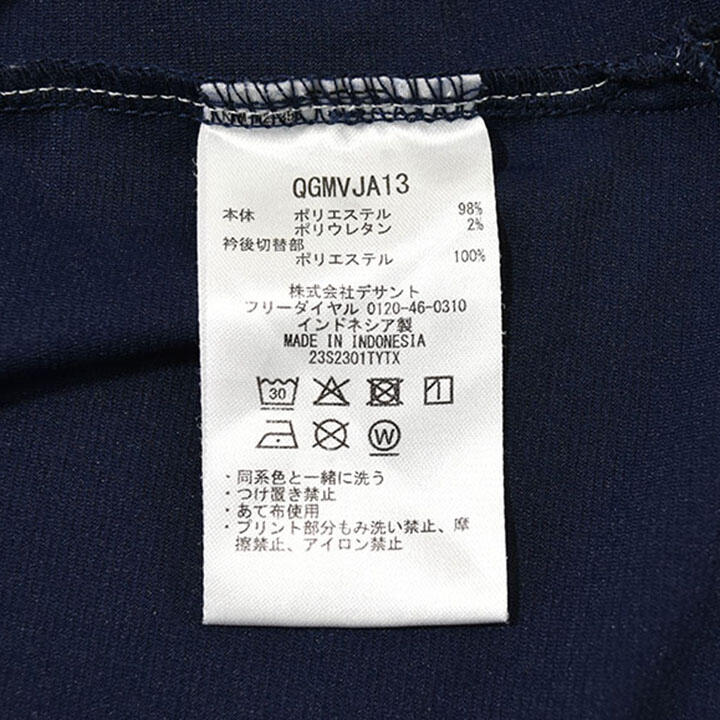 QGMVJA13
本体 ポリエステル 98%
ポリウレタン 2%
衿後切替部
ポリエステル 100%
株式会社デサント
フリーダイヤル 0120-46-0310
インドネシア製
MADE IN INDONESIA
23S2301TYTX
30
W
・同系色と一緒に洗う
・つけ置き禁止
・あて布使用
・プリント部分もみ洗い禁止、摩
擦禁止、アイロン禁止